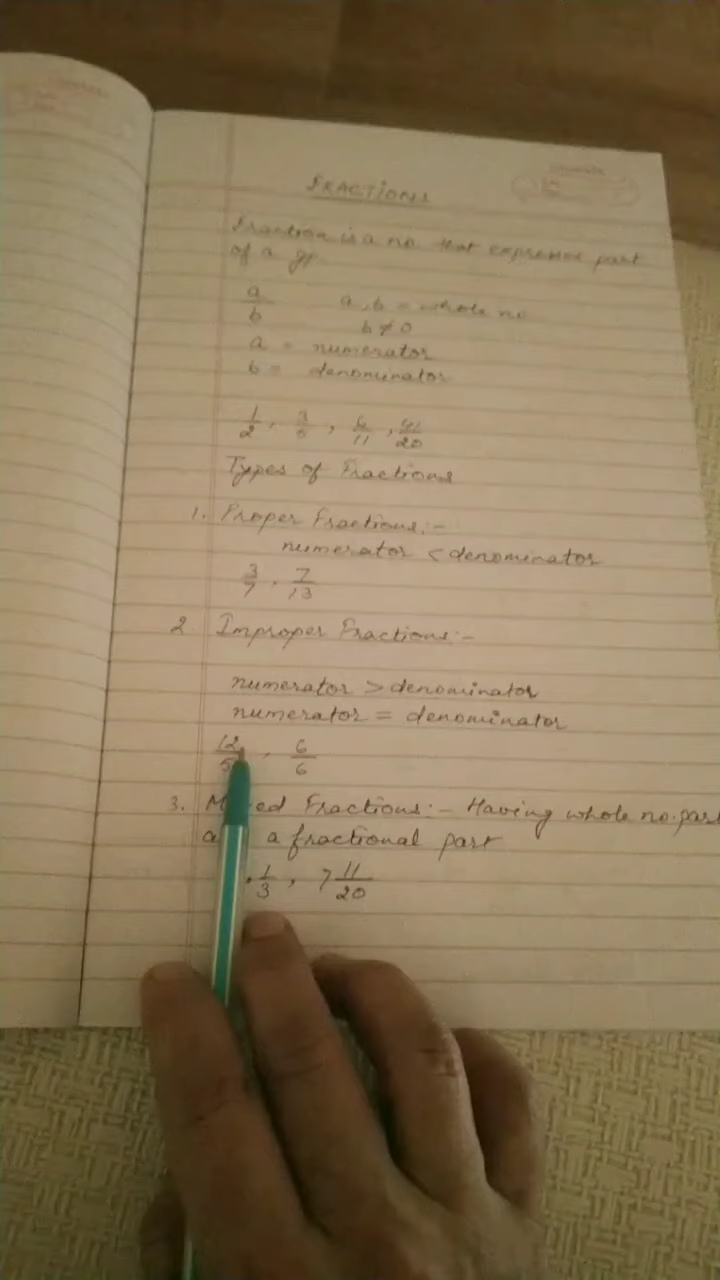 FRACTIONS
Fraction is a no. that expresses part
of a gp.
a/b a, b = whole no
b ≠ 0
a = numerator
b = denominator
1/2, 3/5, 6/11, 41/20
Types of Fractions
1. Proper Fractions:-
numerator < denominator
3/7, 7/13
2. Improper Fractions:-
numerator > denominator
numerator = denominator
12/5, 6/6
3. Mixed Fractions:- Having whole no. part
a fractional part
1/3, 7 11/20